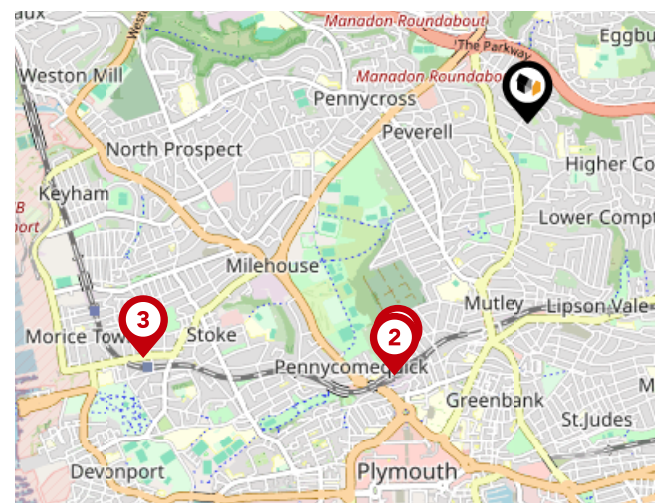 Manadon Roundabout
Eggbu
The Parkway
Weston Mill
Manadon Roundabo
Pennycross
Peverell
North Prospect
Higher Co
Keyham
Lower Compt
Milehouse
Mutley
Lipson Vale
3
Morice Tow
Stoke
2
Pennycomequick
Greenbank
St.Judes
Devonport
Plymouth